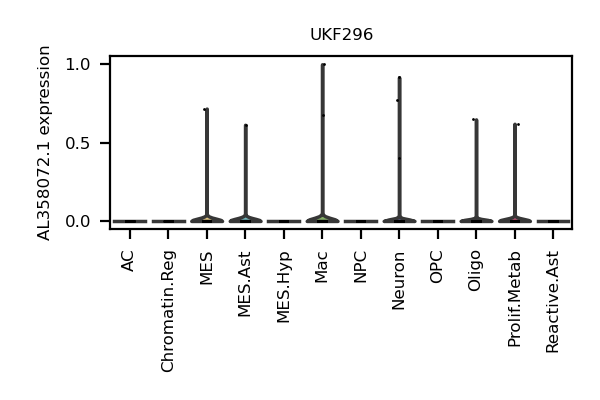 UKF296
AL358072.1 expression
1.0
0.5
0.0
AC
Chromatin.Reg
MES
MES.Ast
MES.Hyp
Mac
NPC
Neuron
OPC
Oligo
Prolif.Metab
Reactive.Ast